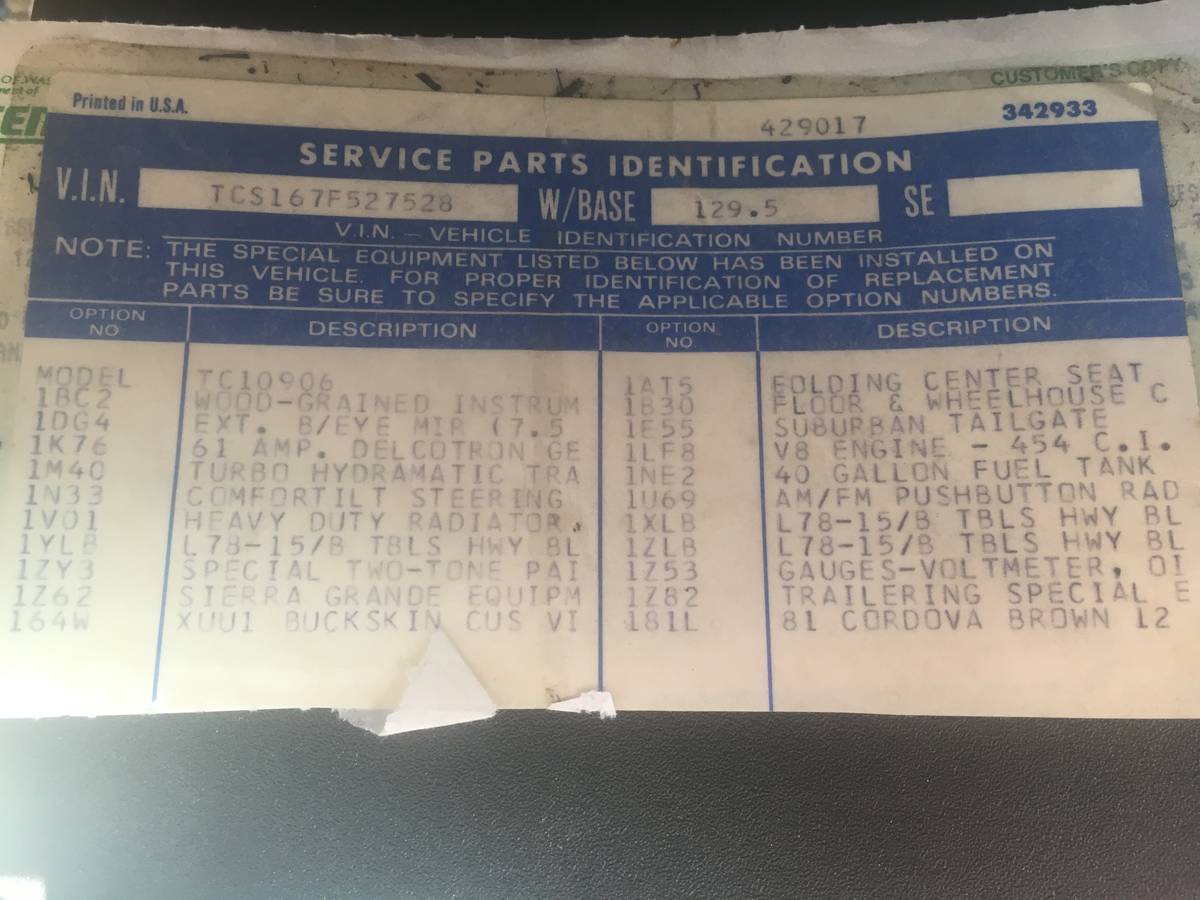 CUSTOMER'S COPY
Printed in U.S.A. 342933
429017
SERVICE PARTS IDENTIFICATION
V.I.N. TCS167F527528 W/BASE 129.5 SE
V.I.N. – VEHICLE IDENTIFICATION NUMBER
NOTE: THE SPECIAL EQUIPMENT LISTED BELOW HAS BEEN INSTALLED ON
THIS VEHICLE. FOR PROPER IDENTIFICATION OF REPLACEMENT
PARTS BE SURE TO SPECIFY THE APPLICABLE OPTION NUMBERS.
OPTION NO. DESCRIPTION OPTION NO. DESCRIPTION
MODEL TC10906 1AT5 FOLDING CENTER SEAT
1BC2 WOOD-GRAINED INSTRUM 1B30 FLOOR & WHEELHOUSE C
1DG4 EXT. B/EYE MIR (7.5 1E55 SUBURBAN TAILGATE
1K76 61 AMP. DELCOTRON GE 1LF8 V8 ENGINE - 454 C.I.
1M40 TURBO HYDRAMATIC TRA 1NE2 40 GALLON FUEL TANK
1N33 COMFORTILT STEERING 1U69 AM/FM PUSHBUTTON RAD
1V01 HEAVY DUTY RADIATOR. 1XLB L78-15/B TBLS HWY BL
1YLB L78-15/B TBLS HWY BL 1ZLB L78-15/B TBLS HWY BL
1ZY3 SPECIAL TWO-TONE PAI 1Z53 GAUGES-VOLTMETER, OI
1Z62 SIERRA GRANDE EQUIPM 1Z82 TRAILERING SPECIAL E
164W XUU1 BUCKSKIN CUS VI 181L 81 CORDOVA BROWN 12